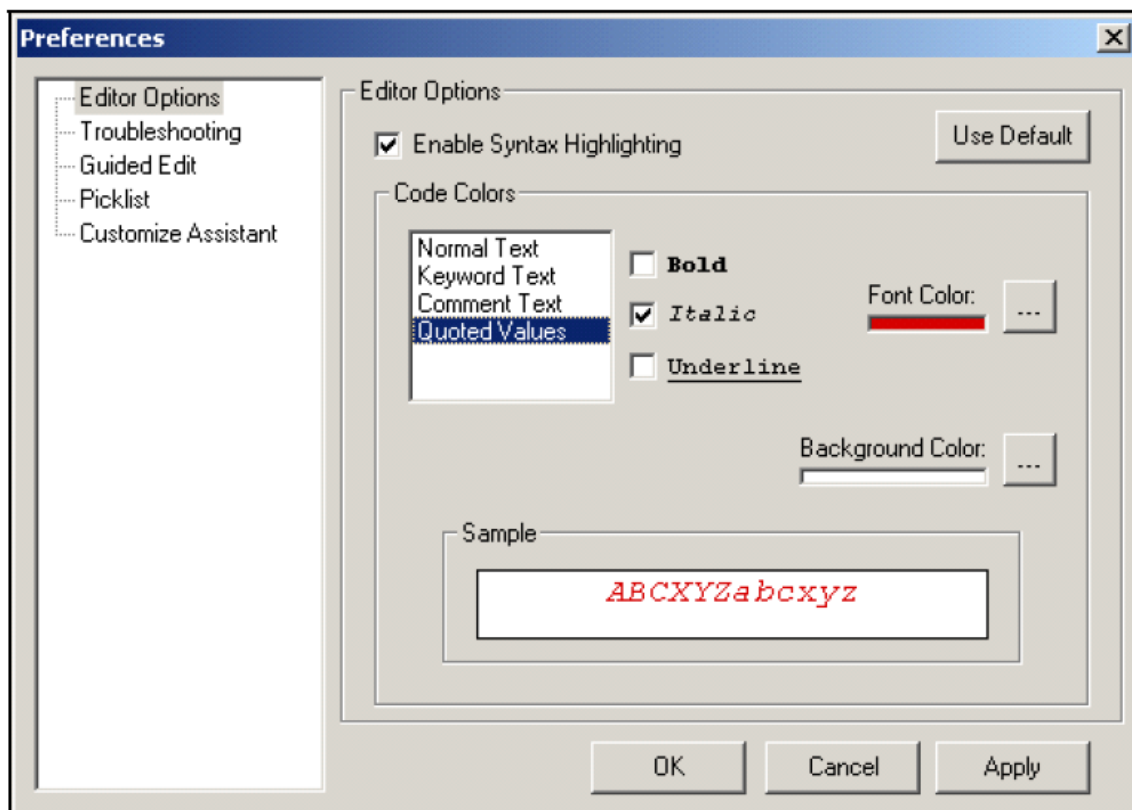 Preferences
Editor Options
Troubleshooting
Guided Edit
Picklist
Customize Assistant
Editor Options
Enable Syntax Highlighting
Use Default
Code Colors
Normal Text
Keyword Text
Comment Text
Quoted Values
Bold
Italic
Underline
Font Color:
...
Background Color:
...
Sample
ABCXYZabcxyz
OK
Cancel
Apply